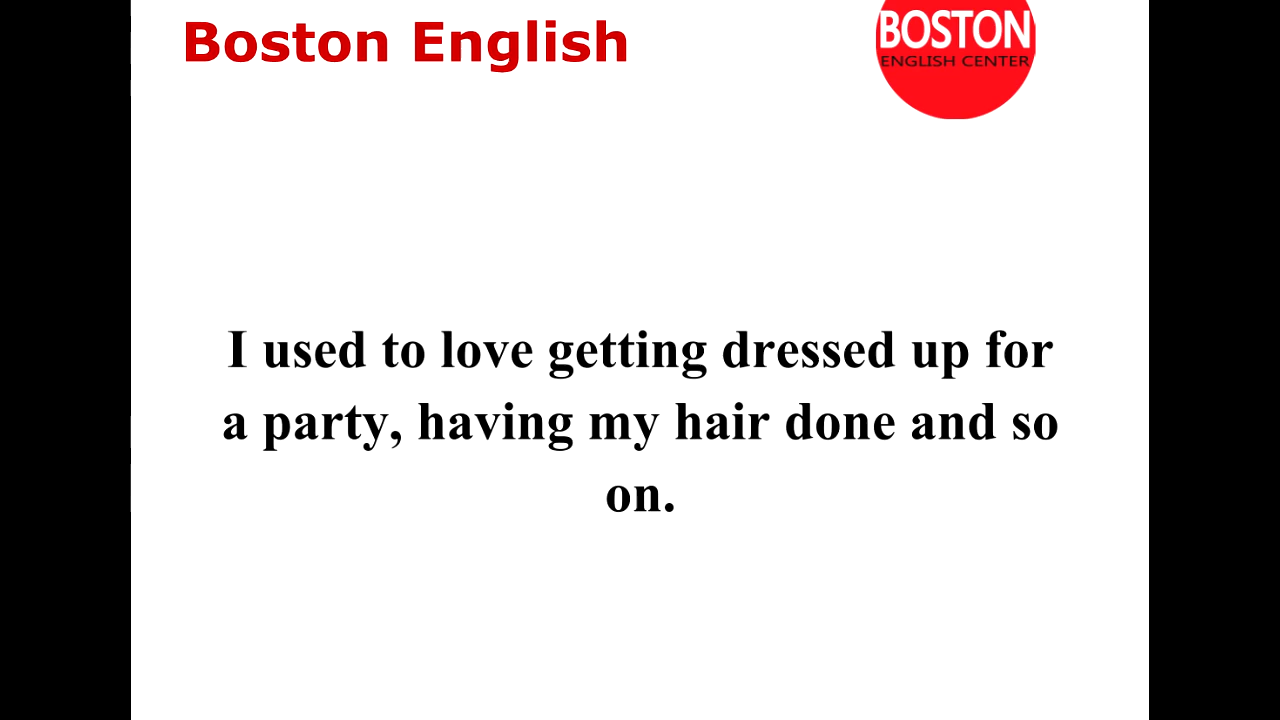 Boston English
BOSTON
ENGLISH CENTER
I used to love getting dressed up for
a party, having my hair done and so
on.